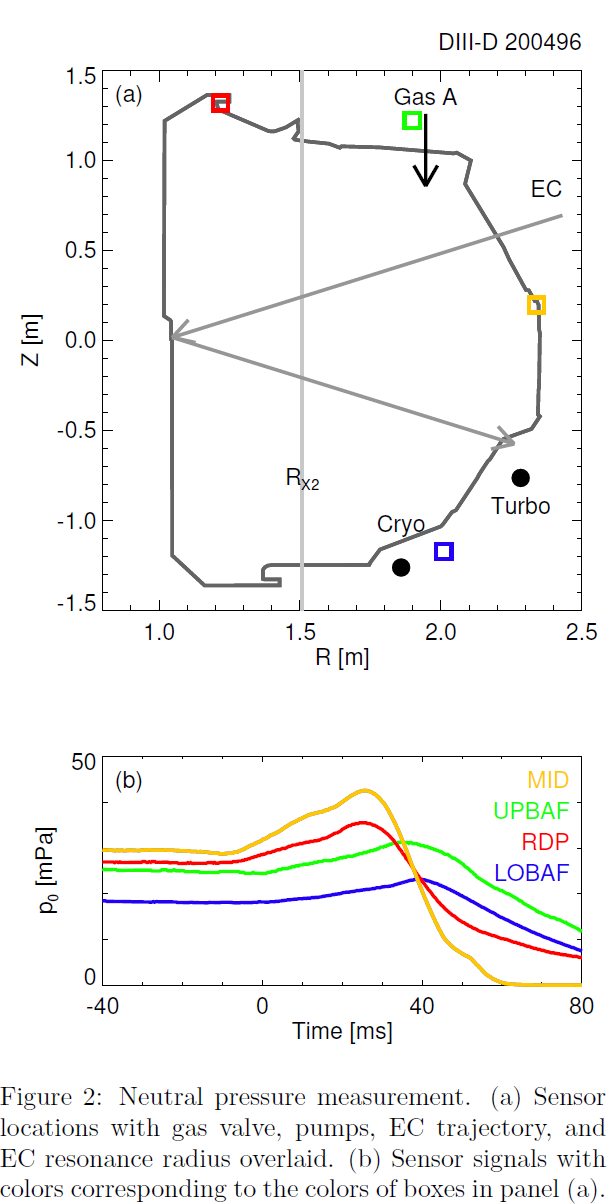 DIII-D 200496
1.5
(a)
Gas A
1.0
EC
0.5
Z [m]
0.0
-0.5
R_X2
Turbo
Cryo
-1.0
-1.5
1.0 1.5 2.0 2.5
R [m]
50
(b)
MID
UPBAF
RDP
LOBAF
p_0 [mPa]
0
-40 0 40 80
Time [ms]
Figure 2: Neutral pressure measurement. (a) Sensor
locations with gas valve, pumps, EC trajectory, and
EC resonance radius overlaid. (b) Sensor signals with
colors corresponding to the colors of boxes in panel (a).